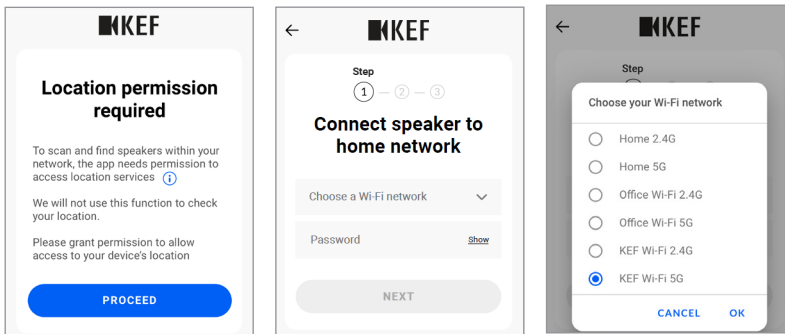 KEF
Location permission
required
To scan and find speakers within your
network, the app needs permission to
access location services
We will not use this function to check
your location.
Please grant permission to allow
access to your device's location
PROCEED
KEF
Step
1 2 3
Connect speaker to
home network
Choose a Wi-Fi network
Password Show
NEXT
KEF
Step
Choose your Wi-Fi network
Home 2.4G
Home 5G
Office Wi-Fi 2.4G
Office Wi-Fi 5G
KEF Wi-Fi 2.4G
KEF Wi-Fi 5G
CANCEL OK